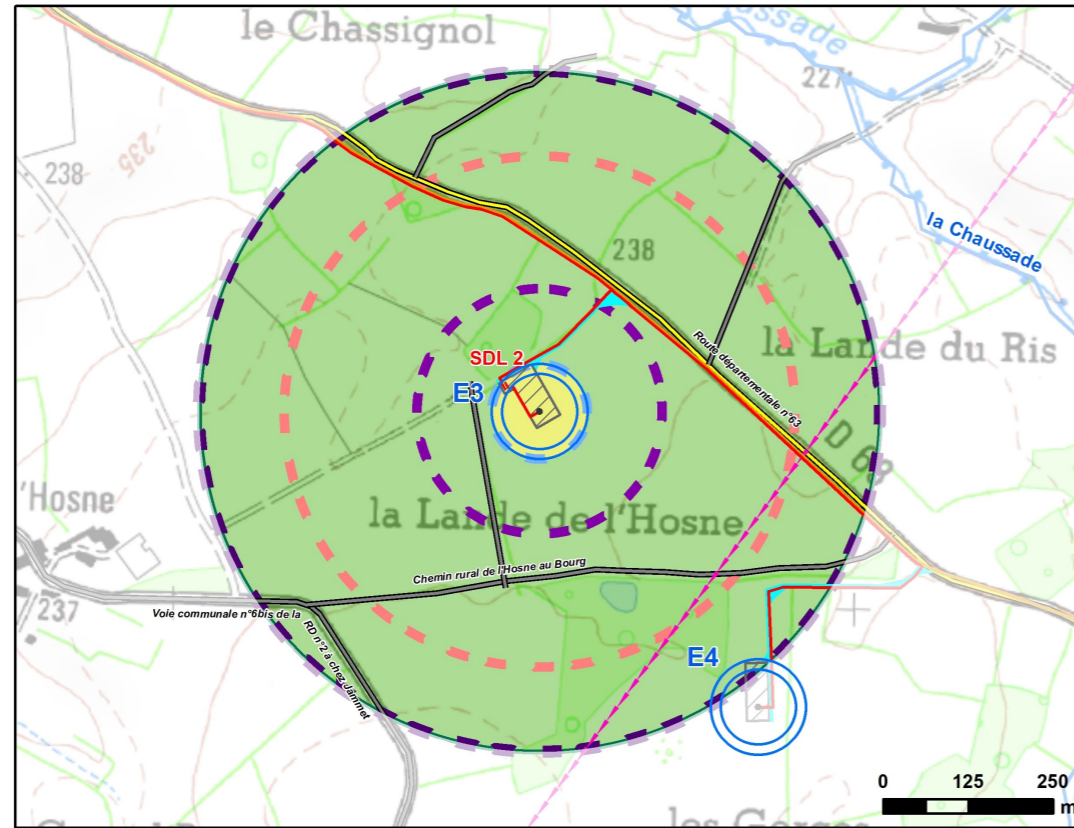 le Chassignol
227
238
235
238
la Chaussade
la Lande du Ris
Route départementale n°63
D 63
SDL 2
E3
la Lande de l'Hosne
'Hosne
237
Chemin rural de l'Hosne au Bourg
Voie communale n°6bis de la
RD n°2 à chez Jammet
E4
0 125 250
m